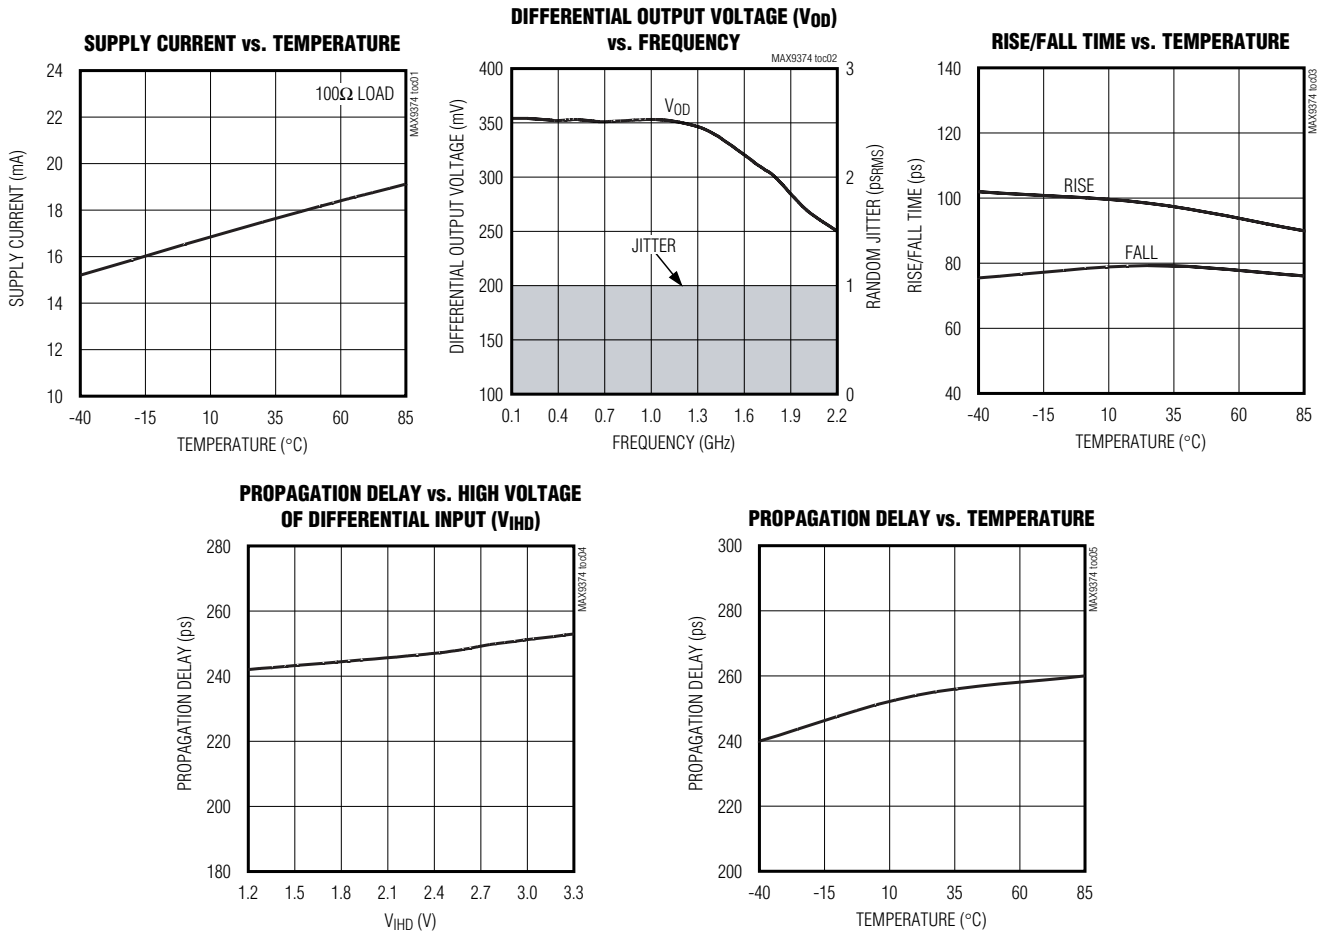 SUPPLY CURRENT vs. TEMPERATURE
24
22
20
18
16
14
12
10
SUPPLY CURRENT (mA)
100Ω LOAD
MAX9374 toc01
-40 -15 10 35 60 85
TEMPERATURE (°C)
DIFFERENTIAL OUTPUT VOLTAGE (VOD)
vs. FREQUENCY
MAX9374 toc02
400
350
300
250
200
150
100
DIFFERENTIAL OUTPUT VOLTAGE (mV)
VOD
JITTER
3
2
1
0
RANDOM JITTER (psRMS)
0.1 0.4 0.7 1.0 1.3 1.6 1.9 2.2
FREQUENCY (GHz)
RISE/FALL TIME vs. TEMPERATURE
140
120
100
80
60
40
RISE/FALL TIME (ps)
RISE
FALL
MAX9374 toc03
-40 -15 10 35 60 85
TEMPERATURE (°C)
PROPAGATION DELAY vs. HIGH VOLTAGE
OF DIFFERENTIAL INPUT (VIHD)
280
260
240
220
200
180
PROPAGATION DELAY (ps)
MAX9374 toc04
1.2 1.5 1.8 2.1 2.4 2.7 3.0 3.3
VIHD (V)
PROPAGATION DELAY vs. TEMPERATURE
300
280
260
240
220
200
PROPAGATION DELAY (ps)
MAX9374 toc05
-40 -15 10 35 60 85
TEMPERATURE (°C)